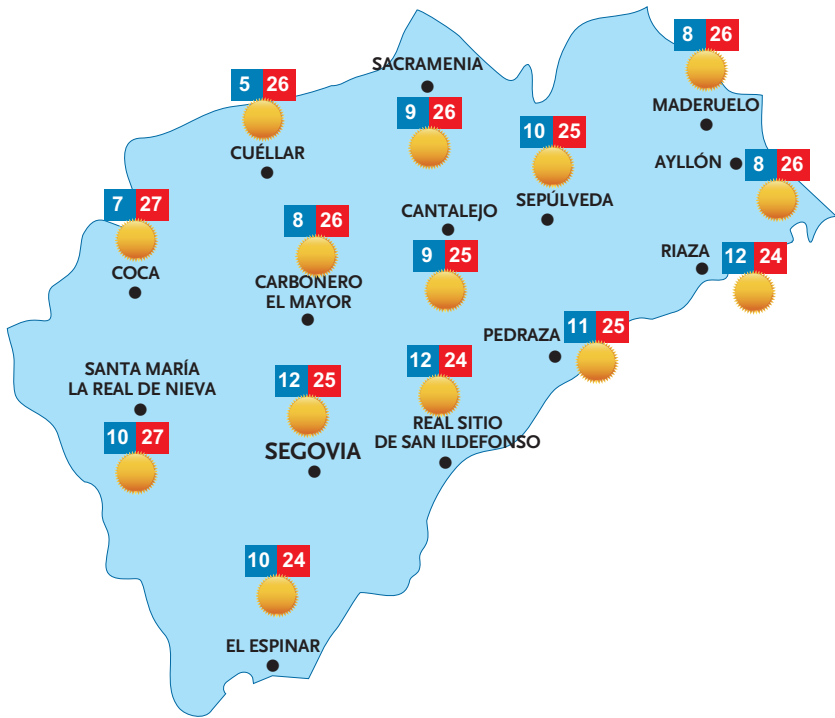 8 26
MADERUELO
SACRAMENIA
9 26
5 26
CUÉLLAR
10 25
SEPÚLVEDA
AYLLÓN
8 26
7 27
COCA
8 26
CARBONERO
EL MAYOR
CANTALEJO
9 25
RIAZA
12 24
PEDRAZA
11 25
SANTA MARÍA
LA REAL DE NIEVA
10 27
12 25
SEGOVIA
12 24
REAL SITIO
DE SAN ILDEFONSO
10 24
EL ESPINAR